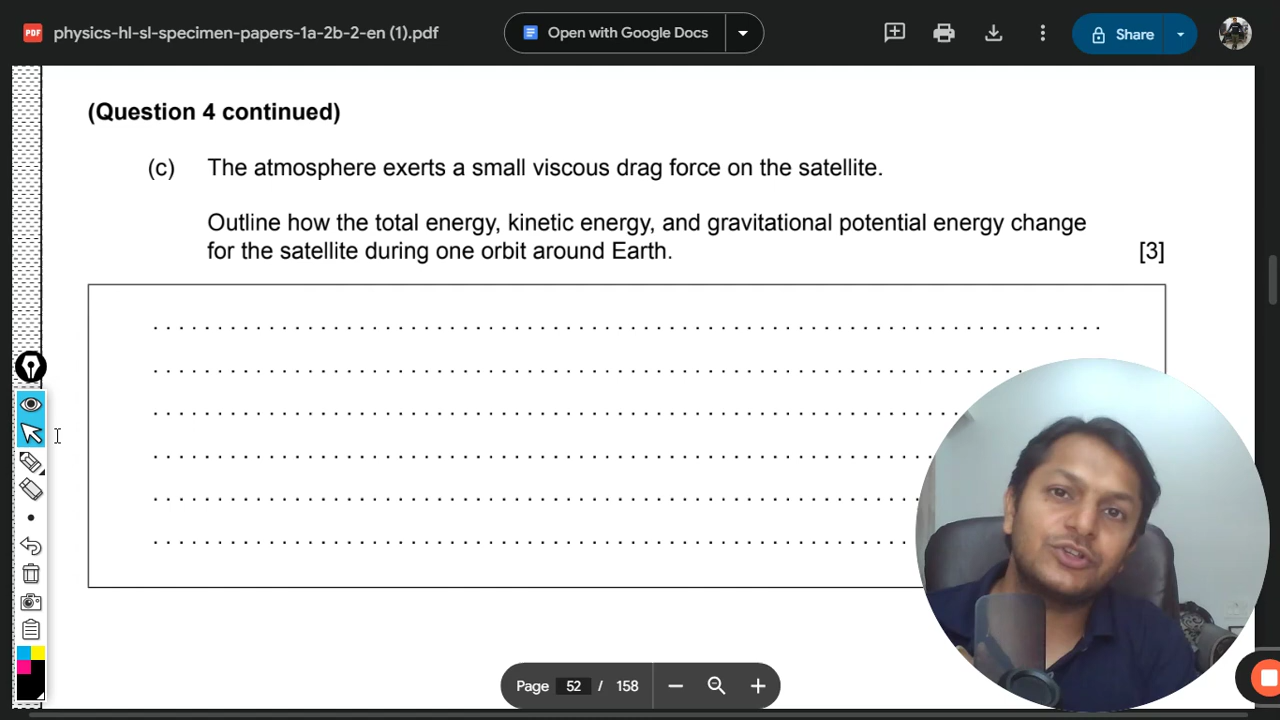 PDF
physics-hl-sl-specimen-papers-1a-2b-2-en (1).pdf
Open with Google Docs
Share
(Question 4 continued)
(c) The atmosphere exerts a small viscous drag force on the satellite.
Outline how the total energy, kinetic energy, and gravitational potential energy change
for the satellite during one orbit around Earth. [3]
Page 52 / 158